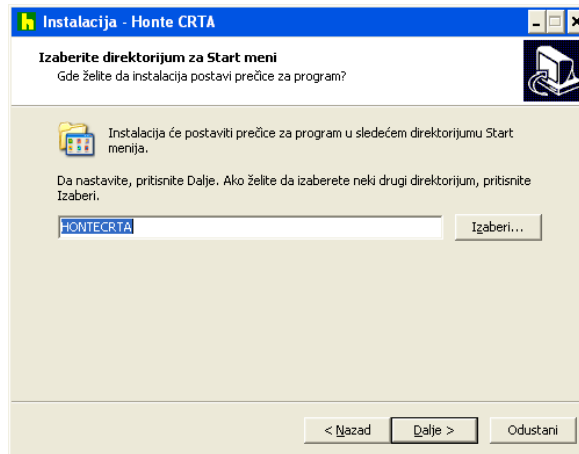 Instalacija - Honte CRTA
Izaberite direktorijum za Start meni
Gde želite da instalacija postavi prečice za program?
Instalacija će postaviti prečice za program u sledećem direktorijumu Start
menija.
Da nastavite, pritisnite Dalje. Ako želite da izaberete neki drugi direktorijum, pritisnite
Izaberi.
HONTECRTA
Izaberi...
< Nazad
Dalje >
Odustani